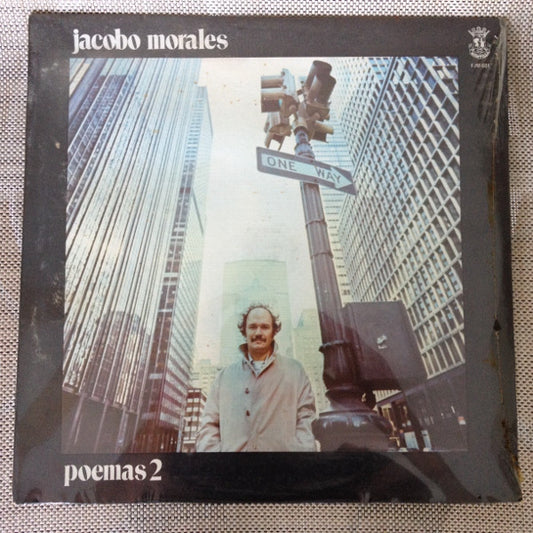 jacobo morales
ONE WAY
poemas 2